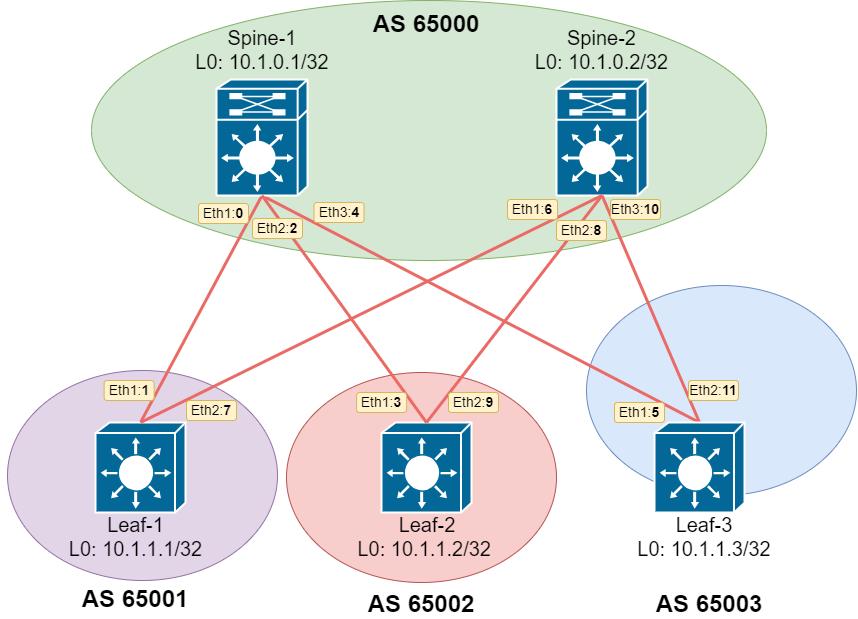 AS 65000
Spine-1
L0: 10.1.0.1/32
Spine-2
L0: 10.1.0.2/32
Eth1:0
Eth2:2
Eth3:4
Eth1:6
Eth2:8
Eth3:10
Eth1:1
Eth2:7
Eth1:3
Eth2:9
Eth1:5
Eth2:11
Leaf-1
L0: 10.1.1.1/32
AS 65001
Leaf-2
L0: 10.1.1.2/32
AS 65002
Leaf-3
L0: 10.1.1.3/32
AS 65003